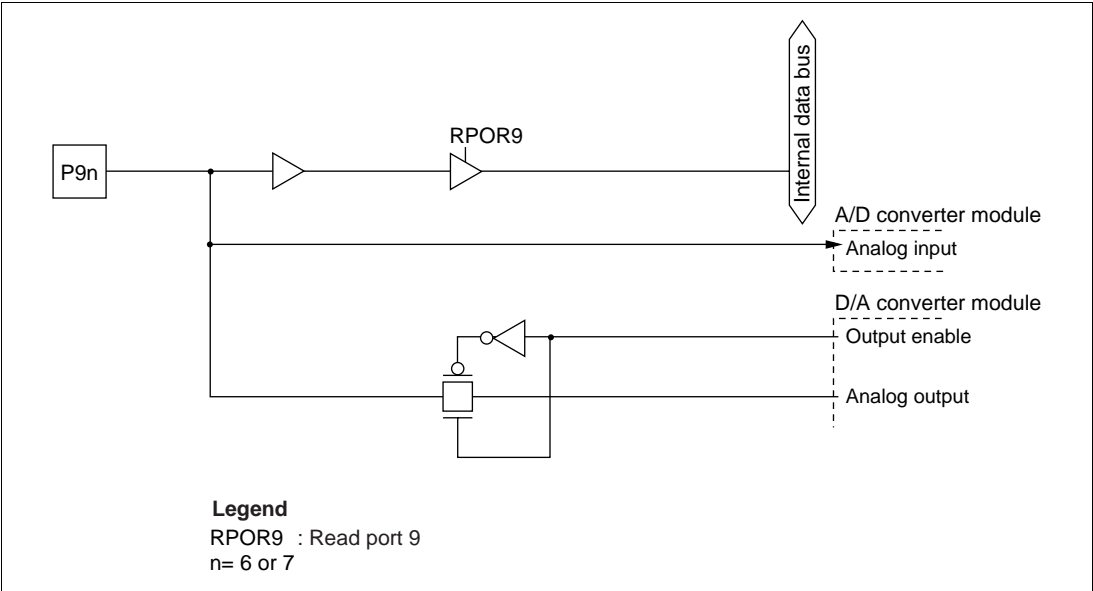 RPOR9
P9n
Internal data bus
A/D converter module
Analog input
D/A converter module
Output enable
Analog output
Legend
RPOR9 : Read port 9
n= 6 or 7